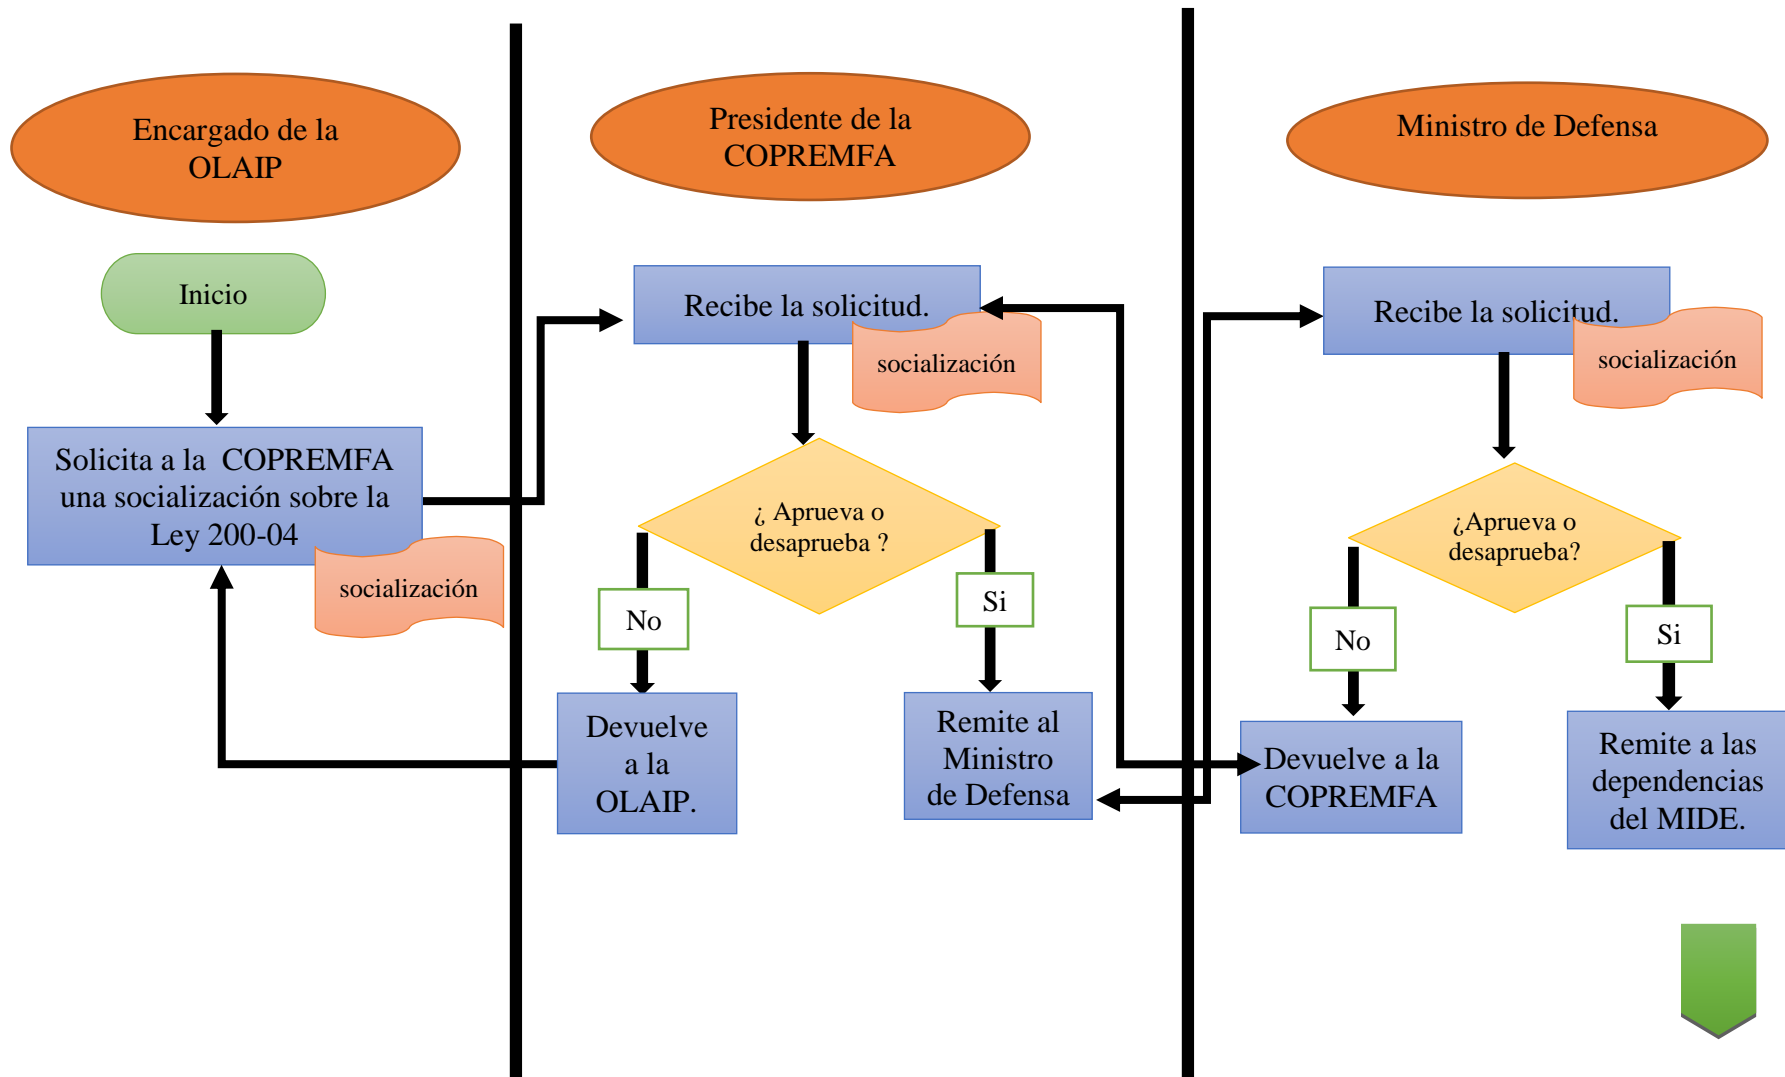 Encargado de la
OLAIP
Inicio
Solicita a la COPREMFA
una socialización sobre la
Ley 200-04
socialización
Presidente de la
COPREMFA
Recibe la solicitud.
socialización
¿ Aprueva o
desaprueba ?
No
Si
Devuelve
a la
OLAIP.
Remite al
Ministro
de Defensa
Ministro de Defensa
Recibe la solicitud.
socialización
¿Aprueva o
desaprueba?
No
Si
Devuelve a la
COPREMFA
Remite a las
dependencias
del MIDE.